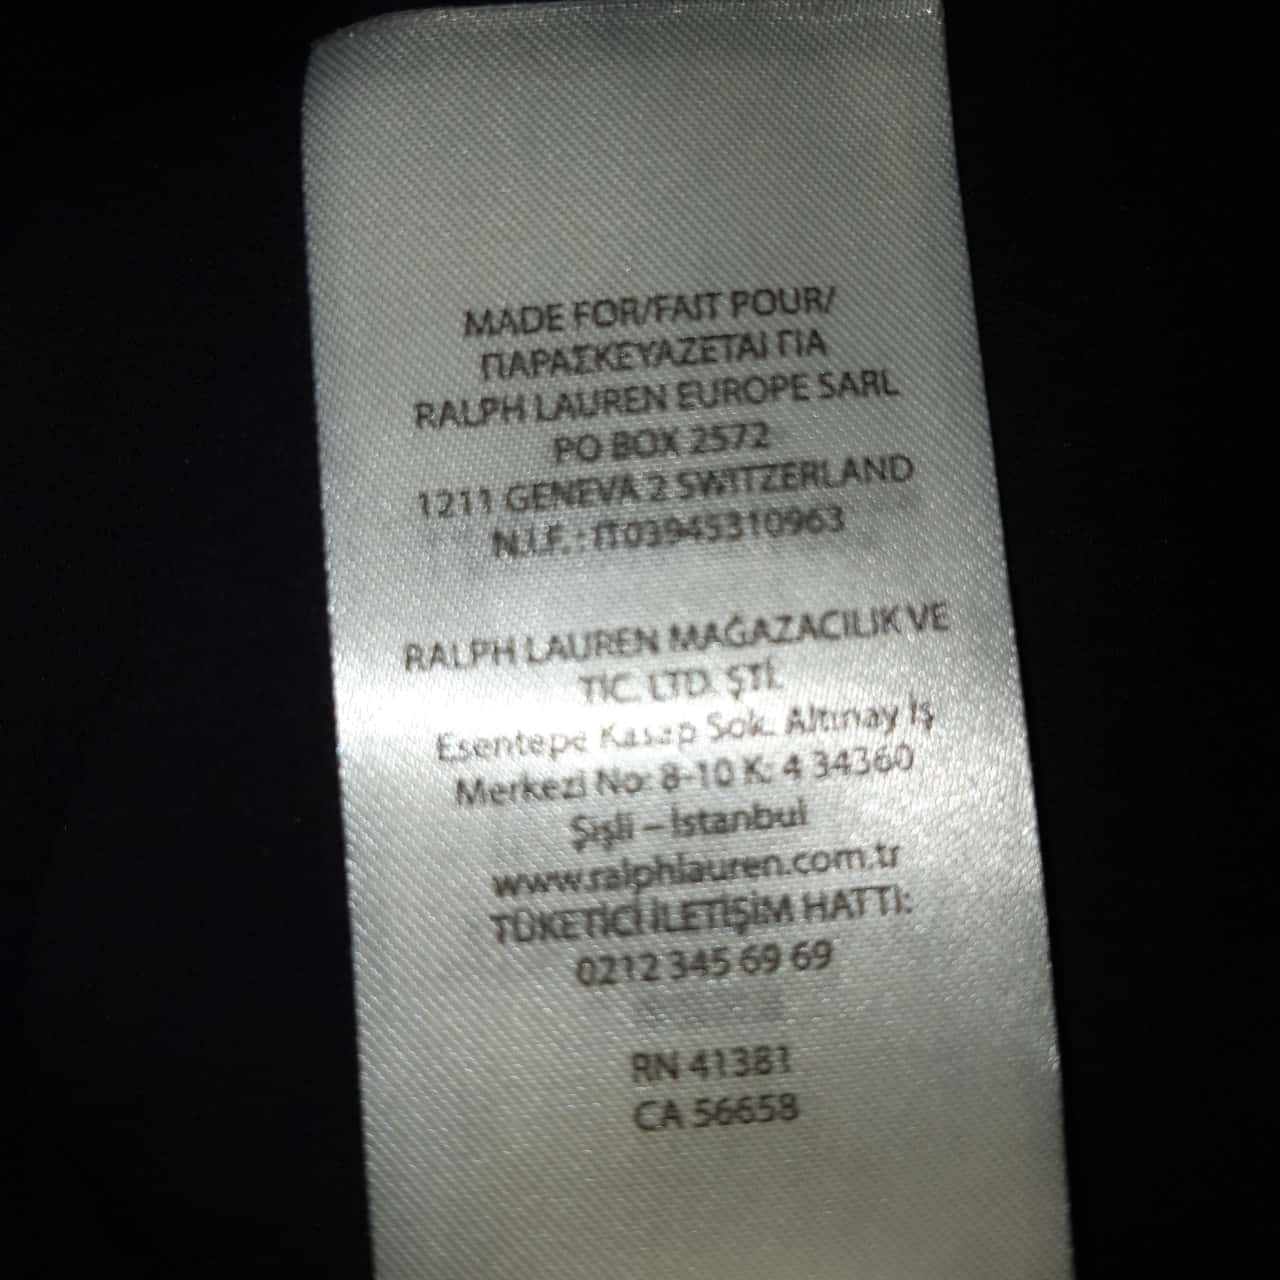 MADE FOR/FAIT POUR/
ΠΑΡΑΣΚΕΥΑΖΕΤΑΙ ΓΙΑ
RALPH LAUREN EUROPE SARL
PO BOX 2572
1211 GENEVA 2 SWITZERLAND
N.I.F. : IT03945310963
RALPH LAUREN MAĞAZACILIK VE
TİC. LTD. ŞTİ.
Esentepe Kasap Sok. Altınay İş
Merkezi No: 8-10 K: 4 34360
Şişli – İstanbul
www.ralphlauren.com.tr
TÜKETİCİ İLETİŞİM HATTI:
0212 345 69 69
RN 41381
CA 56658